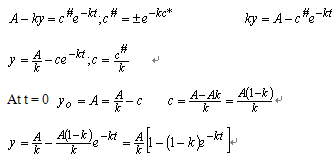 A – ky = c^# e^{-kt}; c^# = ±e^{-kc*}    ky = A – c^# e^{-kt}
y = A/k – ce^{-kt}; c = c^#/k ↵
At t = 0 y_o = A = A/k – c    c = (A – Ak)/k = A(1-k)/k ↵
y = A/k – A(1-k)/k e^{-kt} = A/k [1 – (1 – k)e^{-kt}] ↵